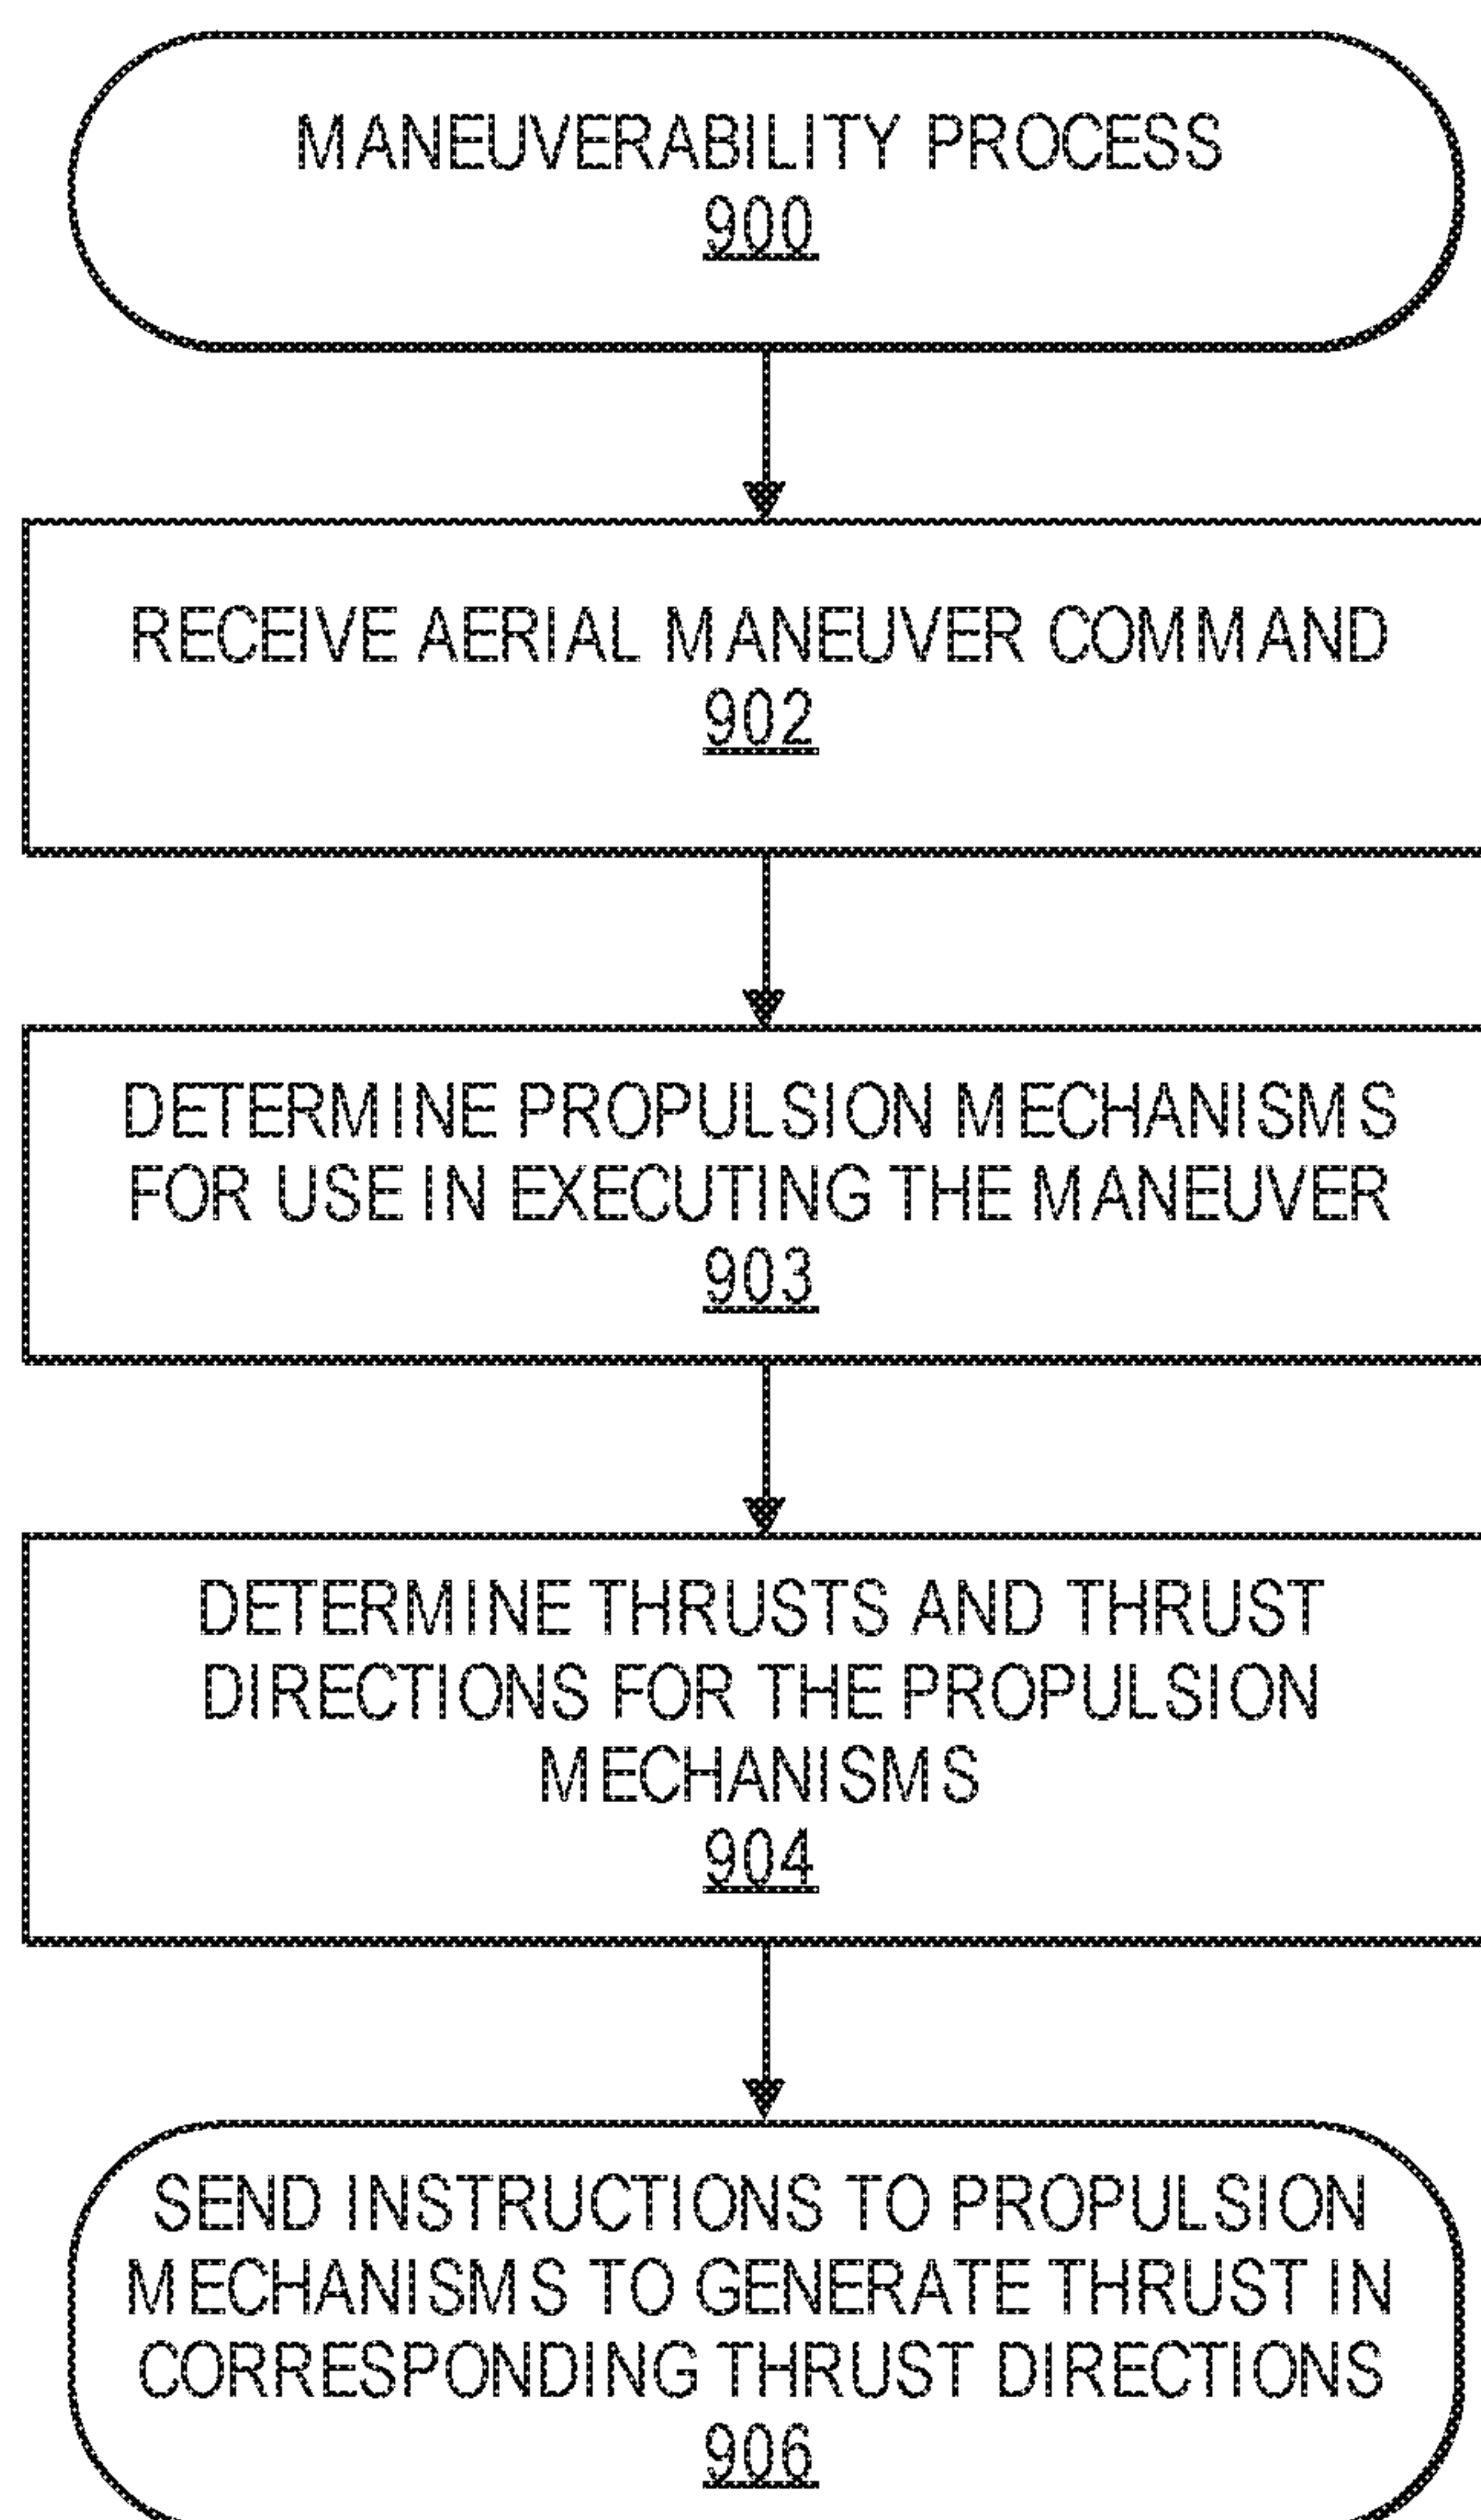 MANEUVERABILITY PROCESS
900
RECEIVE AERIAL MANEUVER COMMAND
902
DETERMINE PROPULSION MECHANISMS
FOR USE IN EXECUTING THE MANEUVER
903
DETERMINE THRUSTS AND THRUST
DIRECTIONS FOR THE PROPULSION
MECHANISMS
904
SEND INSTRUCTIONS TO PROPULSION
MECHANISMS TO GENERATE THRUST IN
CORRESPONDING THRUST DIRECTIONS
906